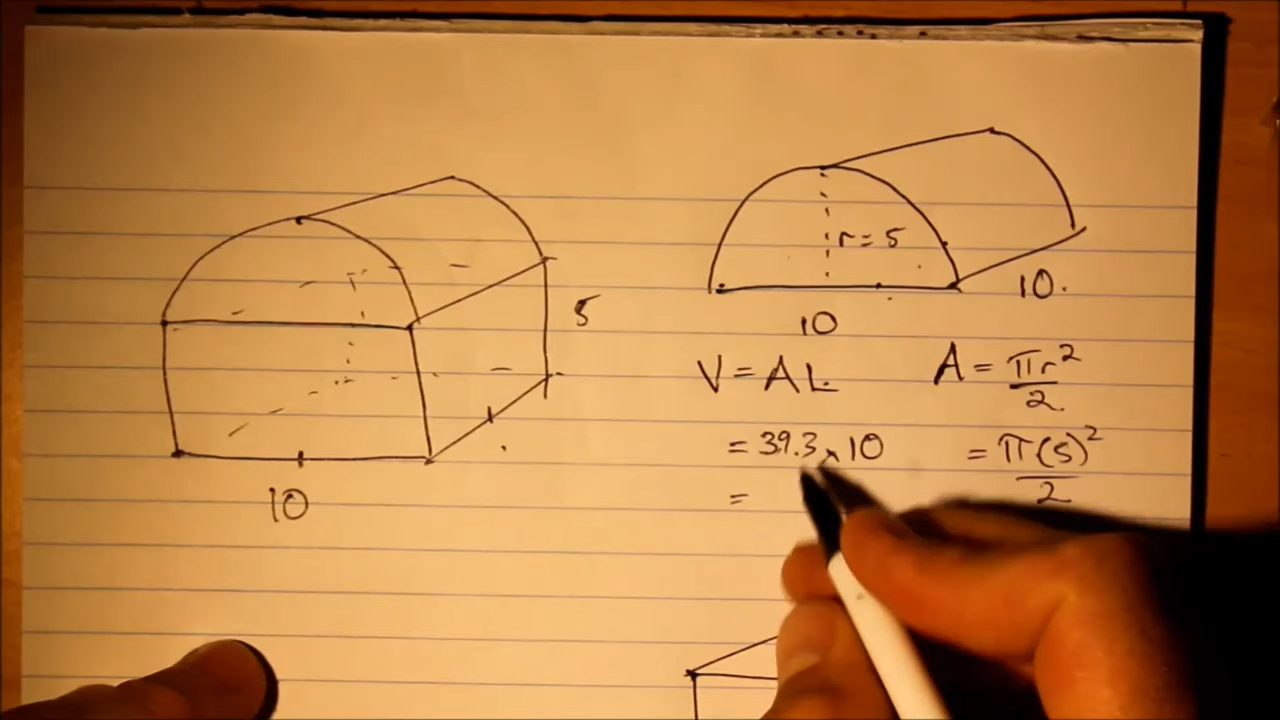 5
10
r = 5
10.
10
V = AL
A = πr²/2
= 39.3 × 10
= π(5)²/2
=